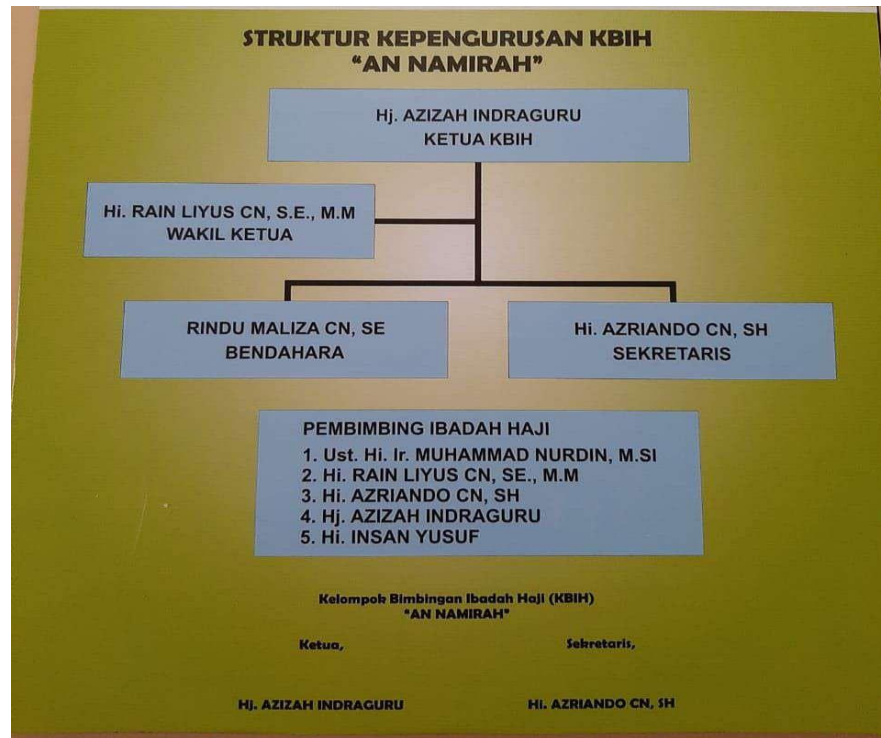 STRUKTUR KEPENGURUSAN KBIH
“AN NAMIRAH”
Hj. AZIZAH INDRAGURU
KETUA KBIH
Hi. RAIN LIYUS CN, S.E., M.M
WAKIL KETUA
RINDU MALIZA CN, SE
BENDAHARA
Hi. AZRIANDO CN, SH
SEKRETARIS
PEMBIMBING IBADAH HAJI
1. Ust. Hi. Ir. MUHAMMAD NURDIN, M.SI
2. Hi. RAIN LIYUS CN, SE., M.M
3. Hi. AZRIANDO CN, SH
4. Hj. AZIZAH INDRAGURU
5. Hi. INSAN YUSUF
Kelompok Bimbingan Ibadah Haji (KBIH)
“AN NAMIRAH”
Ketua,
Sekretaris,
Hj. AZIZAH INDRAGURU
Hi. AZRIANDO CN, SH